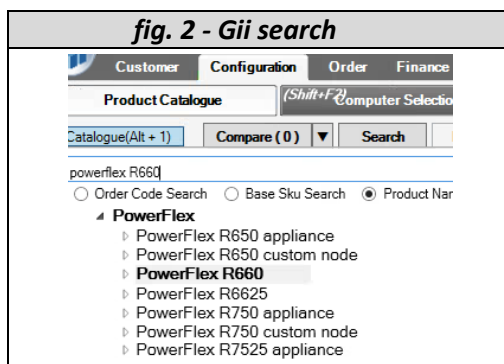 fig. 2 - Gii search
Customer Configuration Order Finance
Product Catalogue (Shift+F2) Computer Selectio
Catalogue(Alt + 1) Compare ( 0 ) ▼ Search
powerflex R660
Order Code Search Base Sku Search Product Nar
PowerFlex
PowerFlex R650 appliance
PowerFlex R650 custom node
PowerFlex R660
PowerFlex R6625
PowerFlex R750 appliance
PowerFlex R750 custom node
PowerFlex R7525 appliance